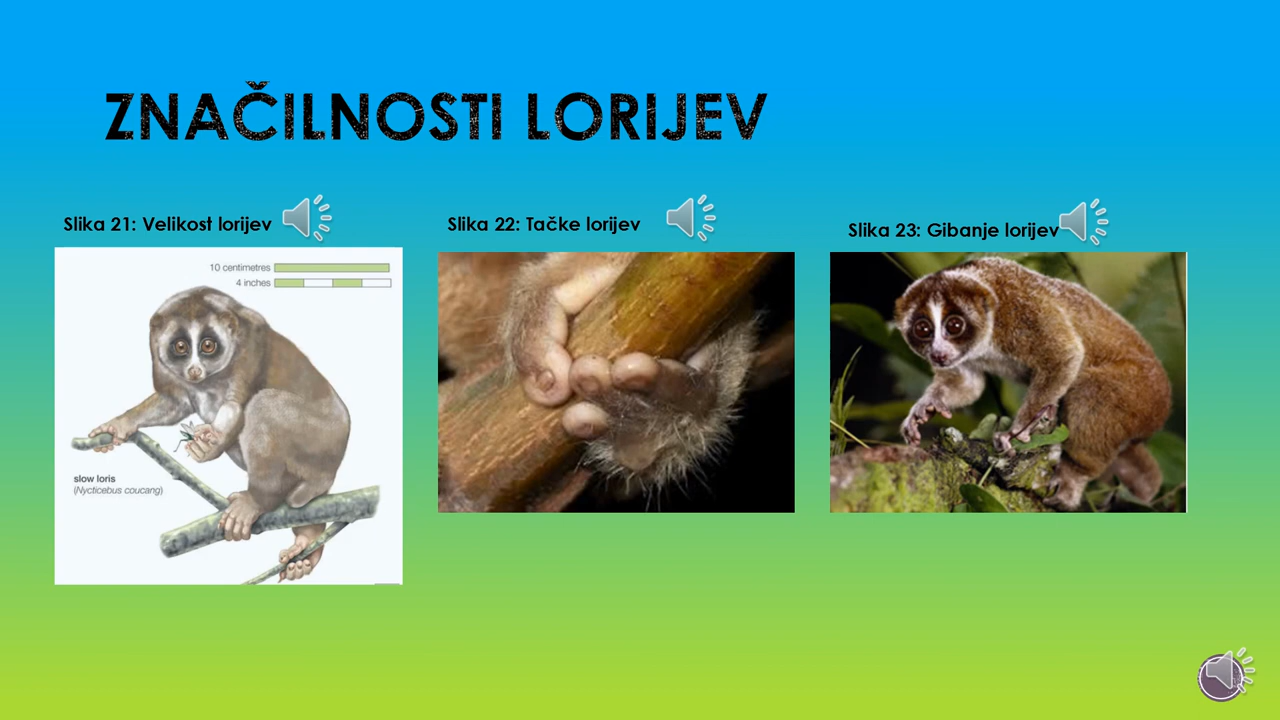 ZNAČILNOSTI LORIJEV
Slika 21: Velikost lorijev
Slika 22: Tačke lorijev
Slika 23: Gibanje lorijev
10 centimetres
4 inches
slow loris
(Nycticebus coucang)